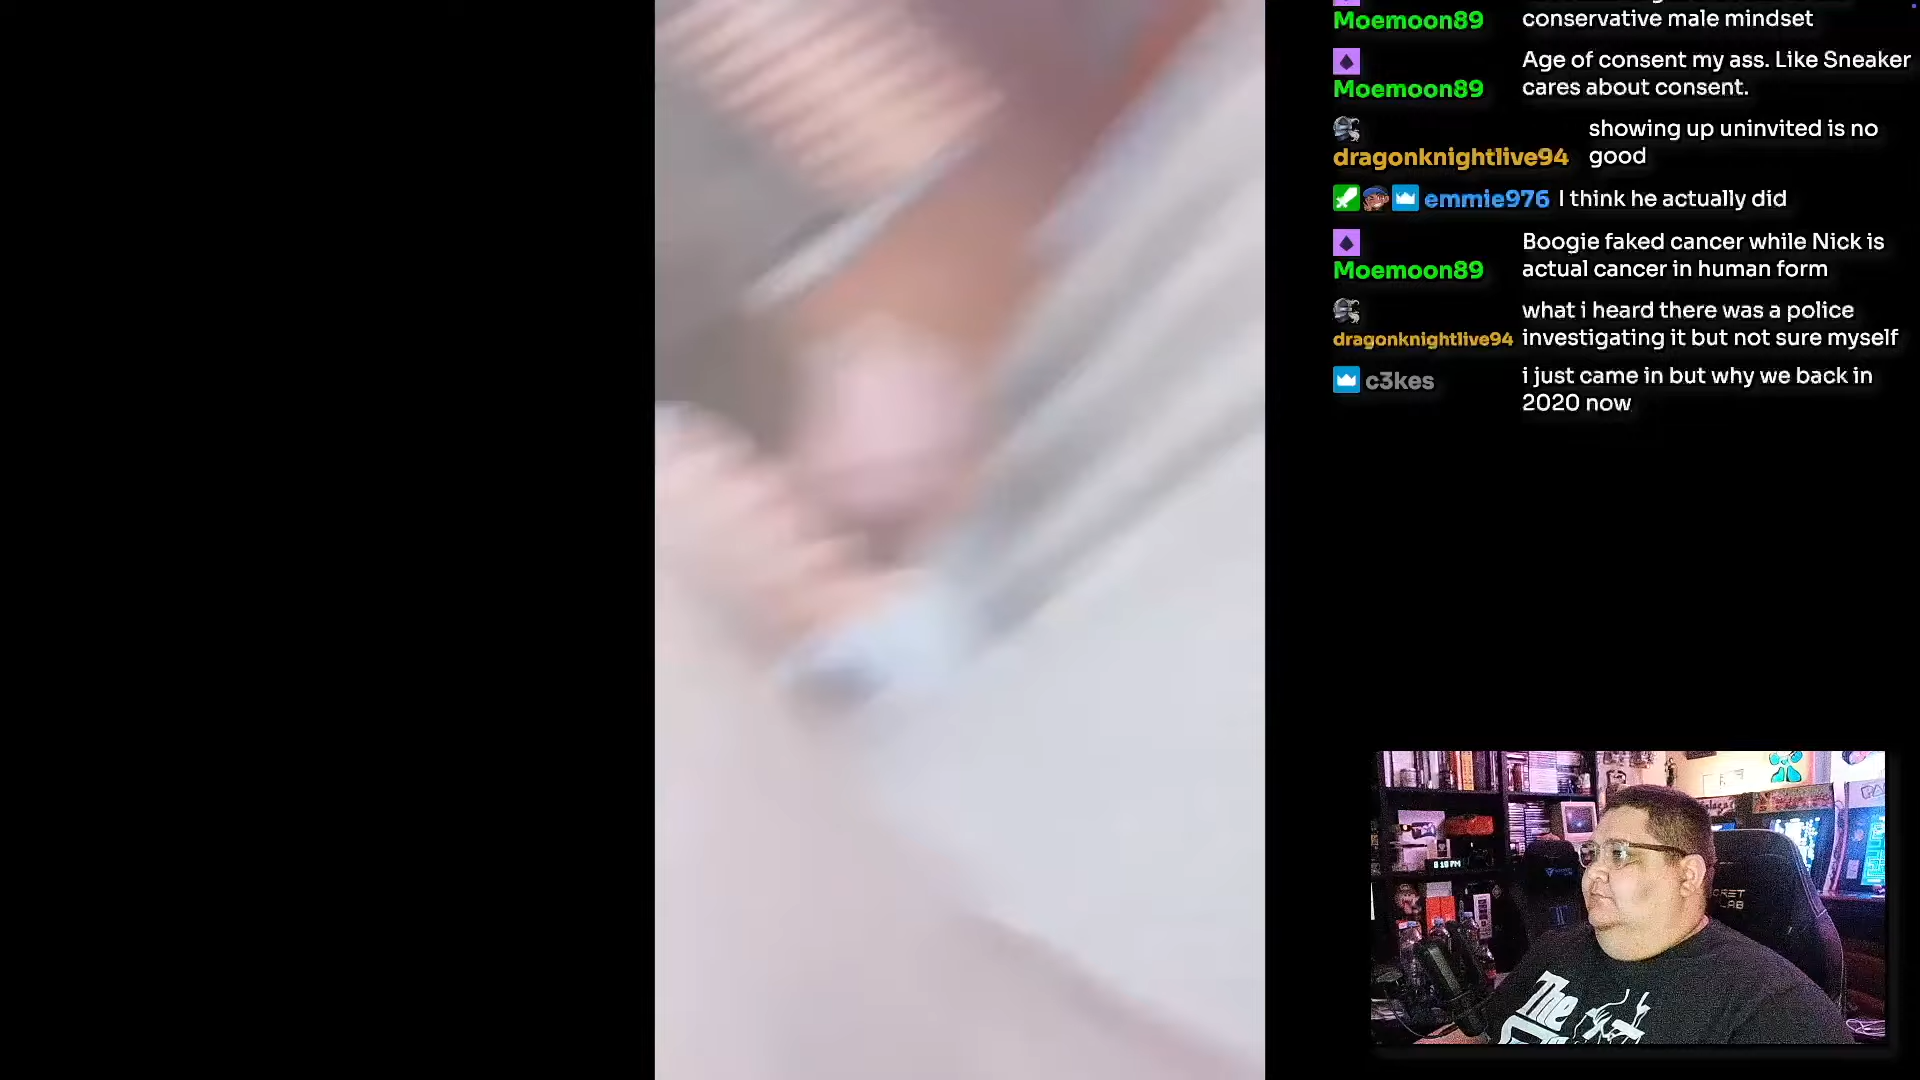 Moemoon89 conservative male mindset
Age of consent my ass. Like Sneaker
Moemoon89 cares about consent.
showing up uninvited is no
dragonknightlive94 good
emmie976 I think he actually did
Boogie faked cancer while Nick is
Moemoon89 actual cancer in human form
what i heard there was a police
dragonknightlive94 investigating it but not sure myself
c3kes i just came in but why we back in
2020 now
The